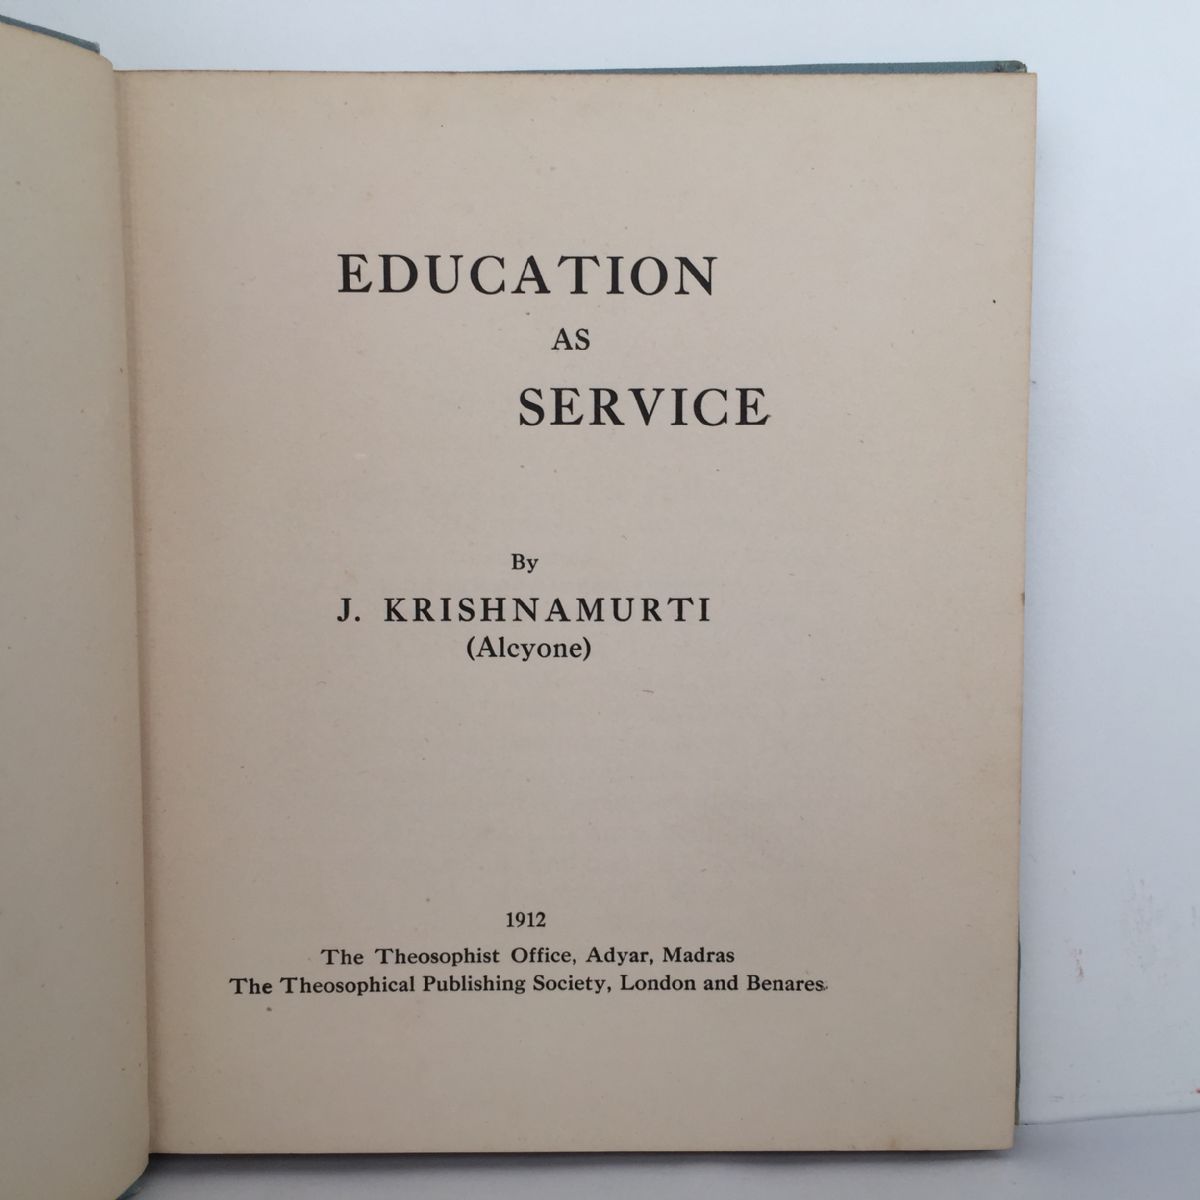 EDUCATION
AS
SERVICE
By
J. KRISHNAMURTI
(Alcyone)
1912
The Theosophist Office, Adyar, Madras
The Theosophical Publishing Society, London and Benares.